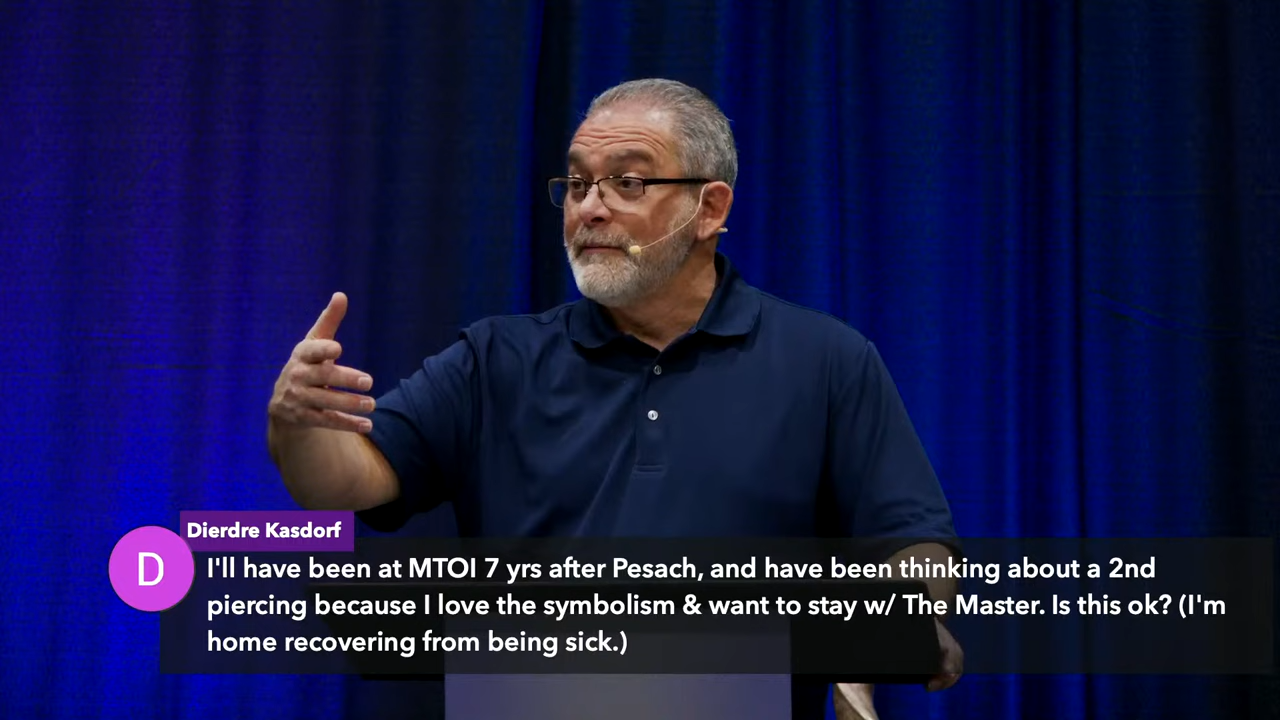 Dierdre Kasdorf
D
I'll have been at MTOI 7 yrs after Pesach, and have been thinking about a 2nd
piercing because I love the symbolism & want to stay w/ The Master. Is this ok? (I'm
home recovering from being sick.)